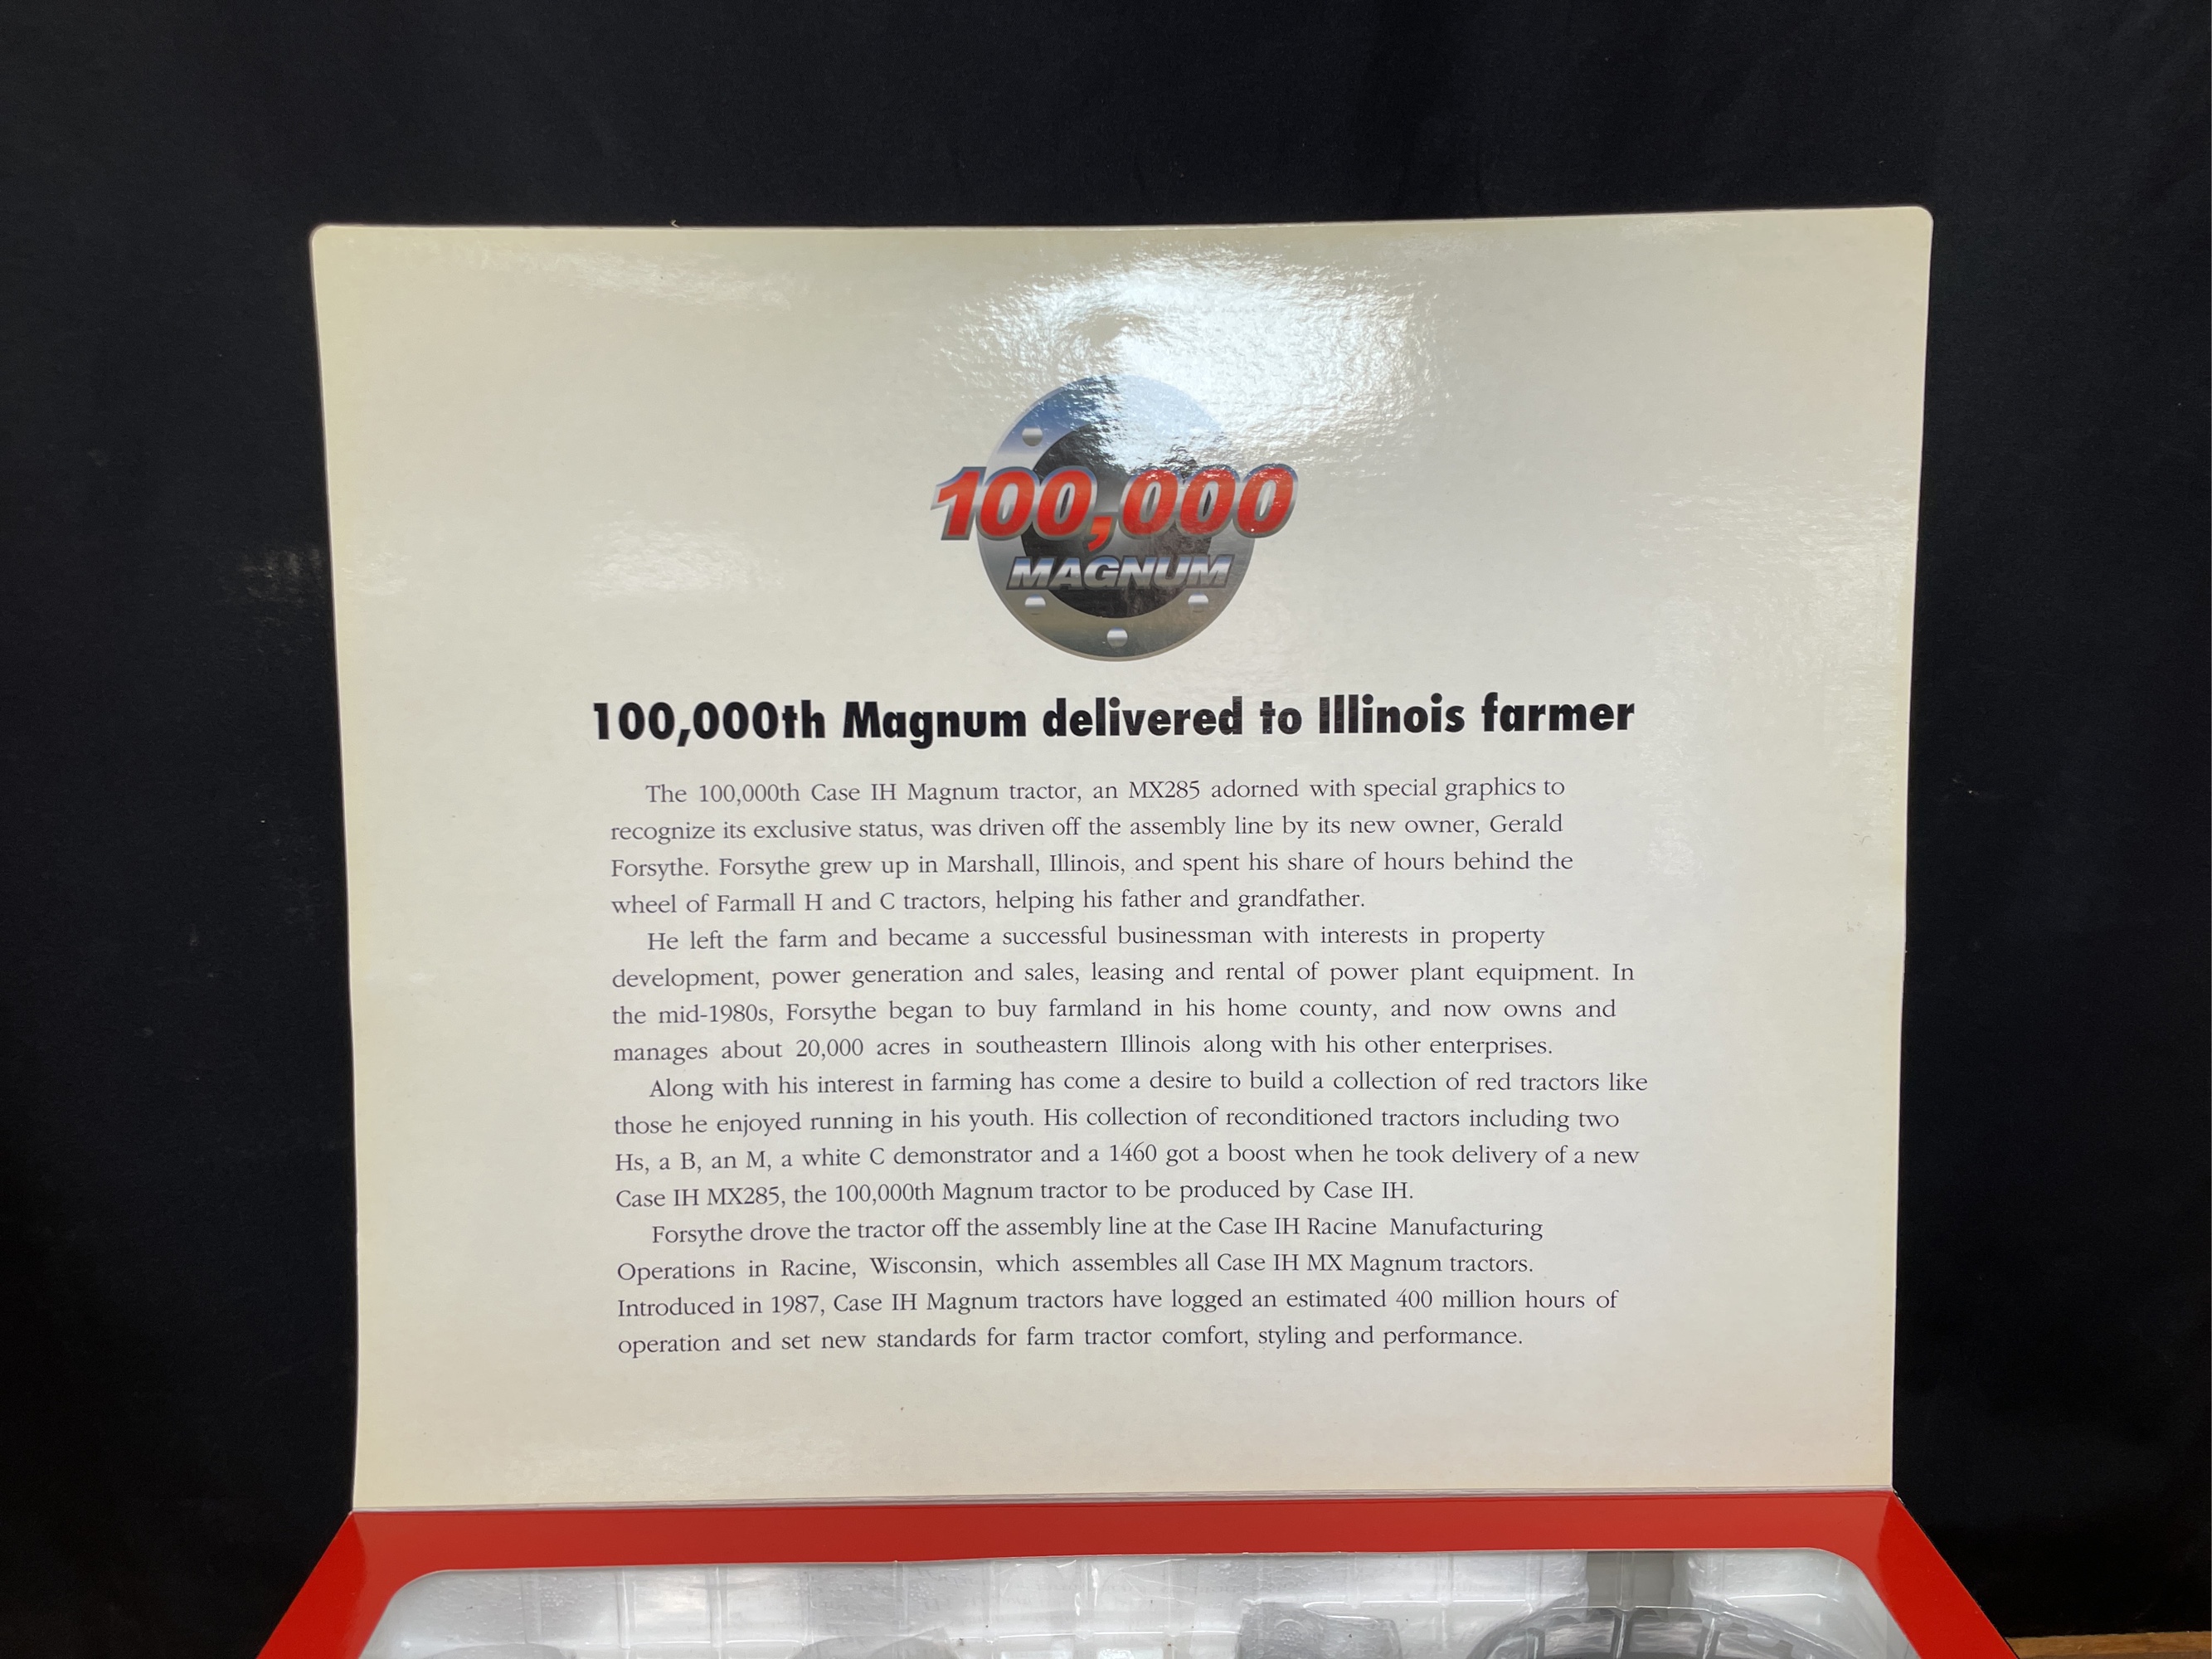 100,000
MAGNUM
100,000th Magnum delivered to Illinois farmer
The 100,000th Case IH Magnum tractor, an MX285 adorned with special graphics to
recognize its exclusive status, was driven off the assembly line by its new owner, Gerald
Forsythe. Forsythe grew up in Marshall, Illinois, and spent his share of hours behind the
wheel of Farmall H and C tractors, helping his father and grandfather.
He left the farm and became a successful businessman with interests in property
development, power generation and sales, leasing and rental of power plant equipment. In
the mid-1980s, Forsythe began to buy farmland in his home county, and now owns and
manages about 20,000 acres in southeastern Illinois along with his other enterprises.
Along with his interest in farming has come a desire to build a collection of red tractors like
those he enjoyed running in his youth. His collection of reconditioned tractors including two
Hs, a B, an M, a white C demonstrator and a 1460 got a boost when he took delivery of a new
Case IH MX285, the 100,000th Magnum tractor to be produced by Case IH.
Forsythe drove the tractor off the assembly line at the Case IH Racine Manufacturing
Operations in Racine, Wisconsin, which assembles all Case IH MX Magnum tractors.
Introduced in 1987, Case IH Magnum tractors have logged an estimated 400 million hours of
operation and set new standards for farm tractor comfort, styling and performance.